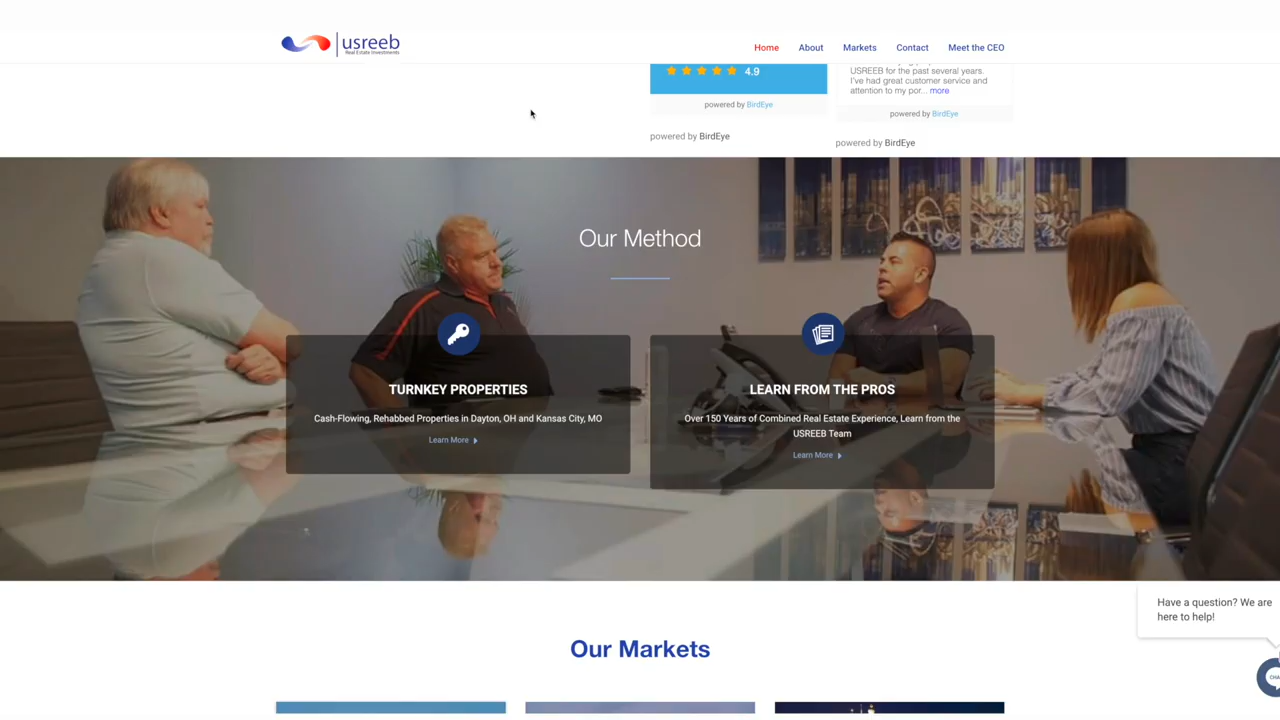 usreeb
Real Estate Investments
Home
About
Markets
Contact
Meet the CEO
4.9
powered by BirdEye
powered by BirdEye
USREEB for the past several years.
I've had great customer service and
attention to my por... more
powered by BirdEye
powered by BirdEye
Our Method
TURNKEY PROPERTIES
Cash-Flowing, Rehabbed Properties in Dayton, OH and Kansas City, MO
Learn More
LEARN FROM THE PROS
Over 150 Years of Combined Real Estate Experience, Learn from the
USREEB Team
Learn More
Our Markets
Have a question? We are
here to help!